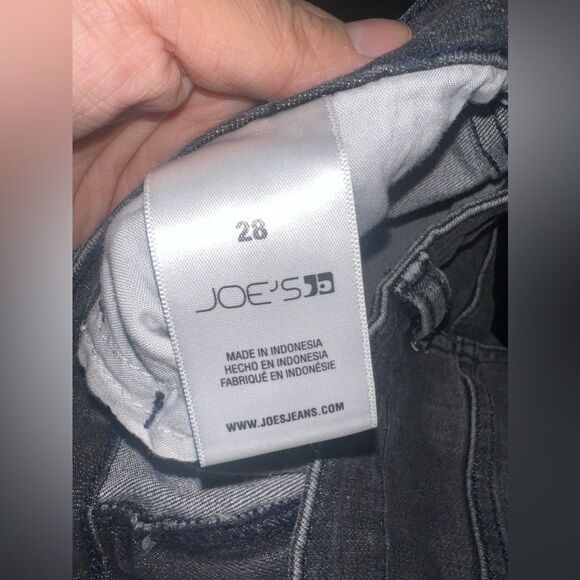 28
JOE'S
MADE IN INDONESIA
HECHO EN INDONESIA
FABRIQUÉ EN INDONÉSIE
WWW.JOESJEANS.COM